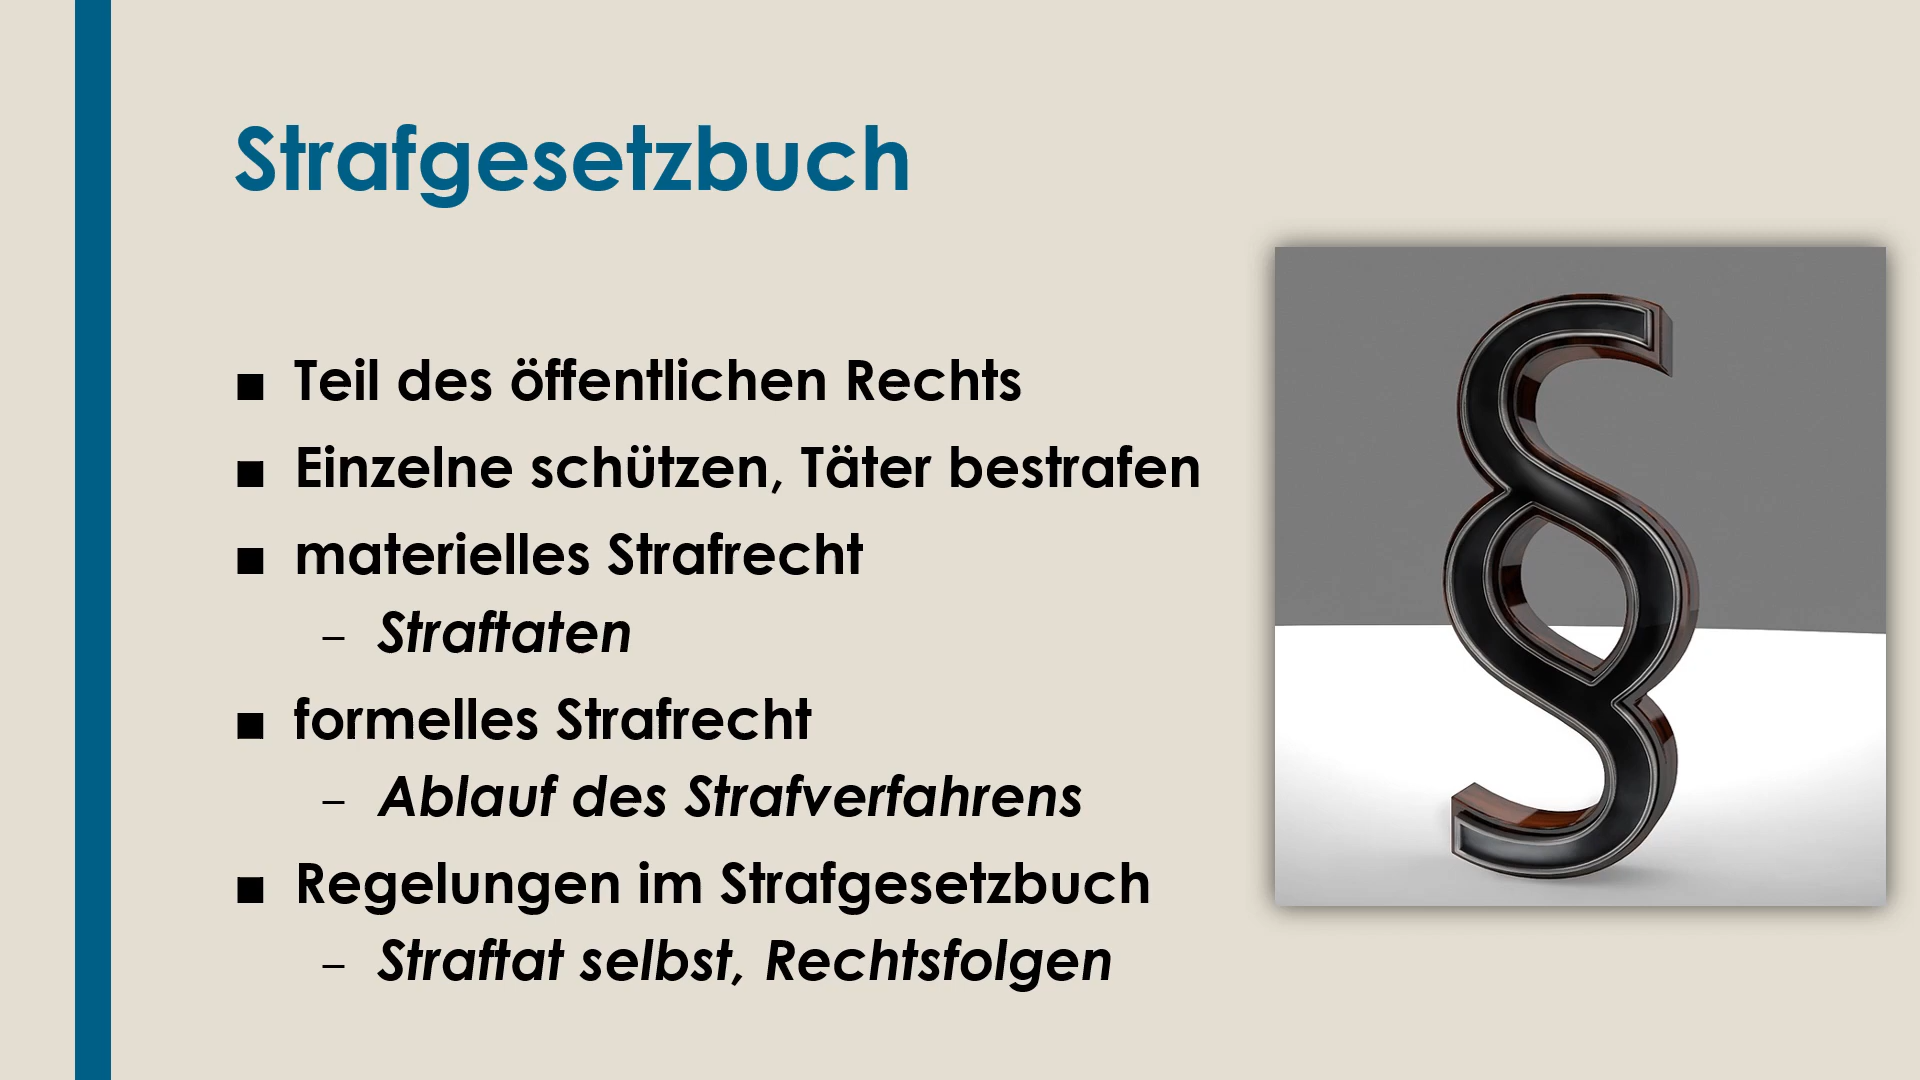 Strafgesetzbuch
■ Teil des öffentlichen Rechts
■ Einzelne schützen, Täter bestrafen
■ materielles Strafrecht
– Straftaten
■ formelles Strafrecht
– Ablauf des Strafverfahrens
■ Regelungen im Strafgesetzbuch
– Straftat selbst, Rechtsfolgen
§